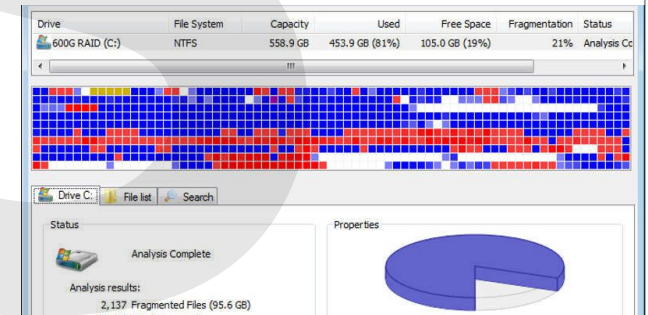 Drive File System Capacity Used Free Space Fragmentation Status
600G RAID (C:) NTFS 558.9 GB 453.9 GB (81%) 105.0 GB (19%) 21% Analysis Co
Drive C: File list Search
Status Properties
Analysis Complete
Analysis results:
2,137 Fragmented Files (95.6 GB)